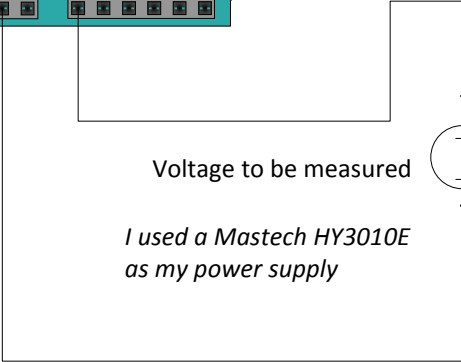 Voltage to be measured
I used a Mastech HY3010E
as my power supply